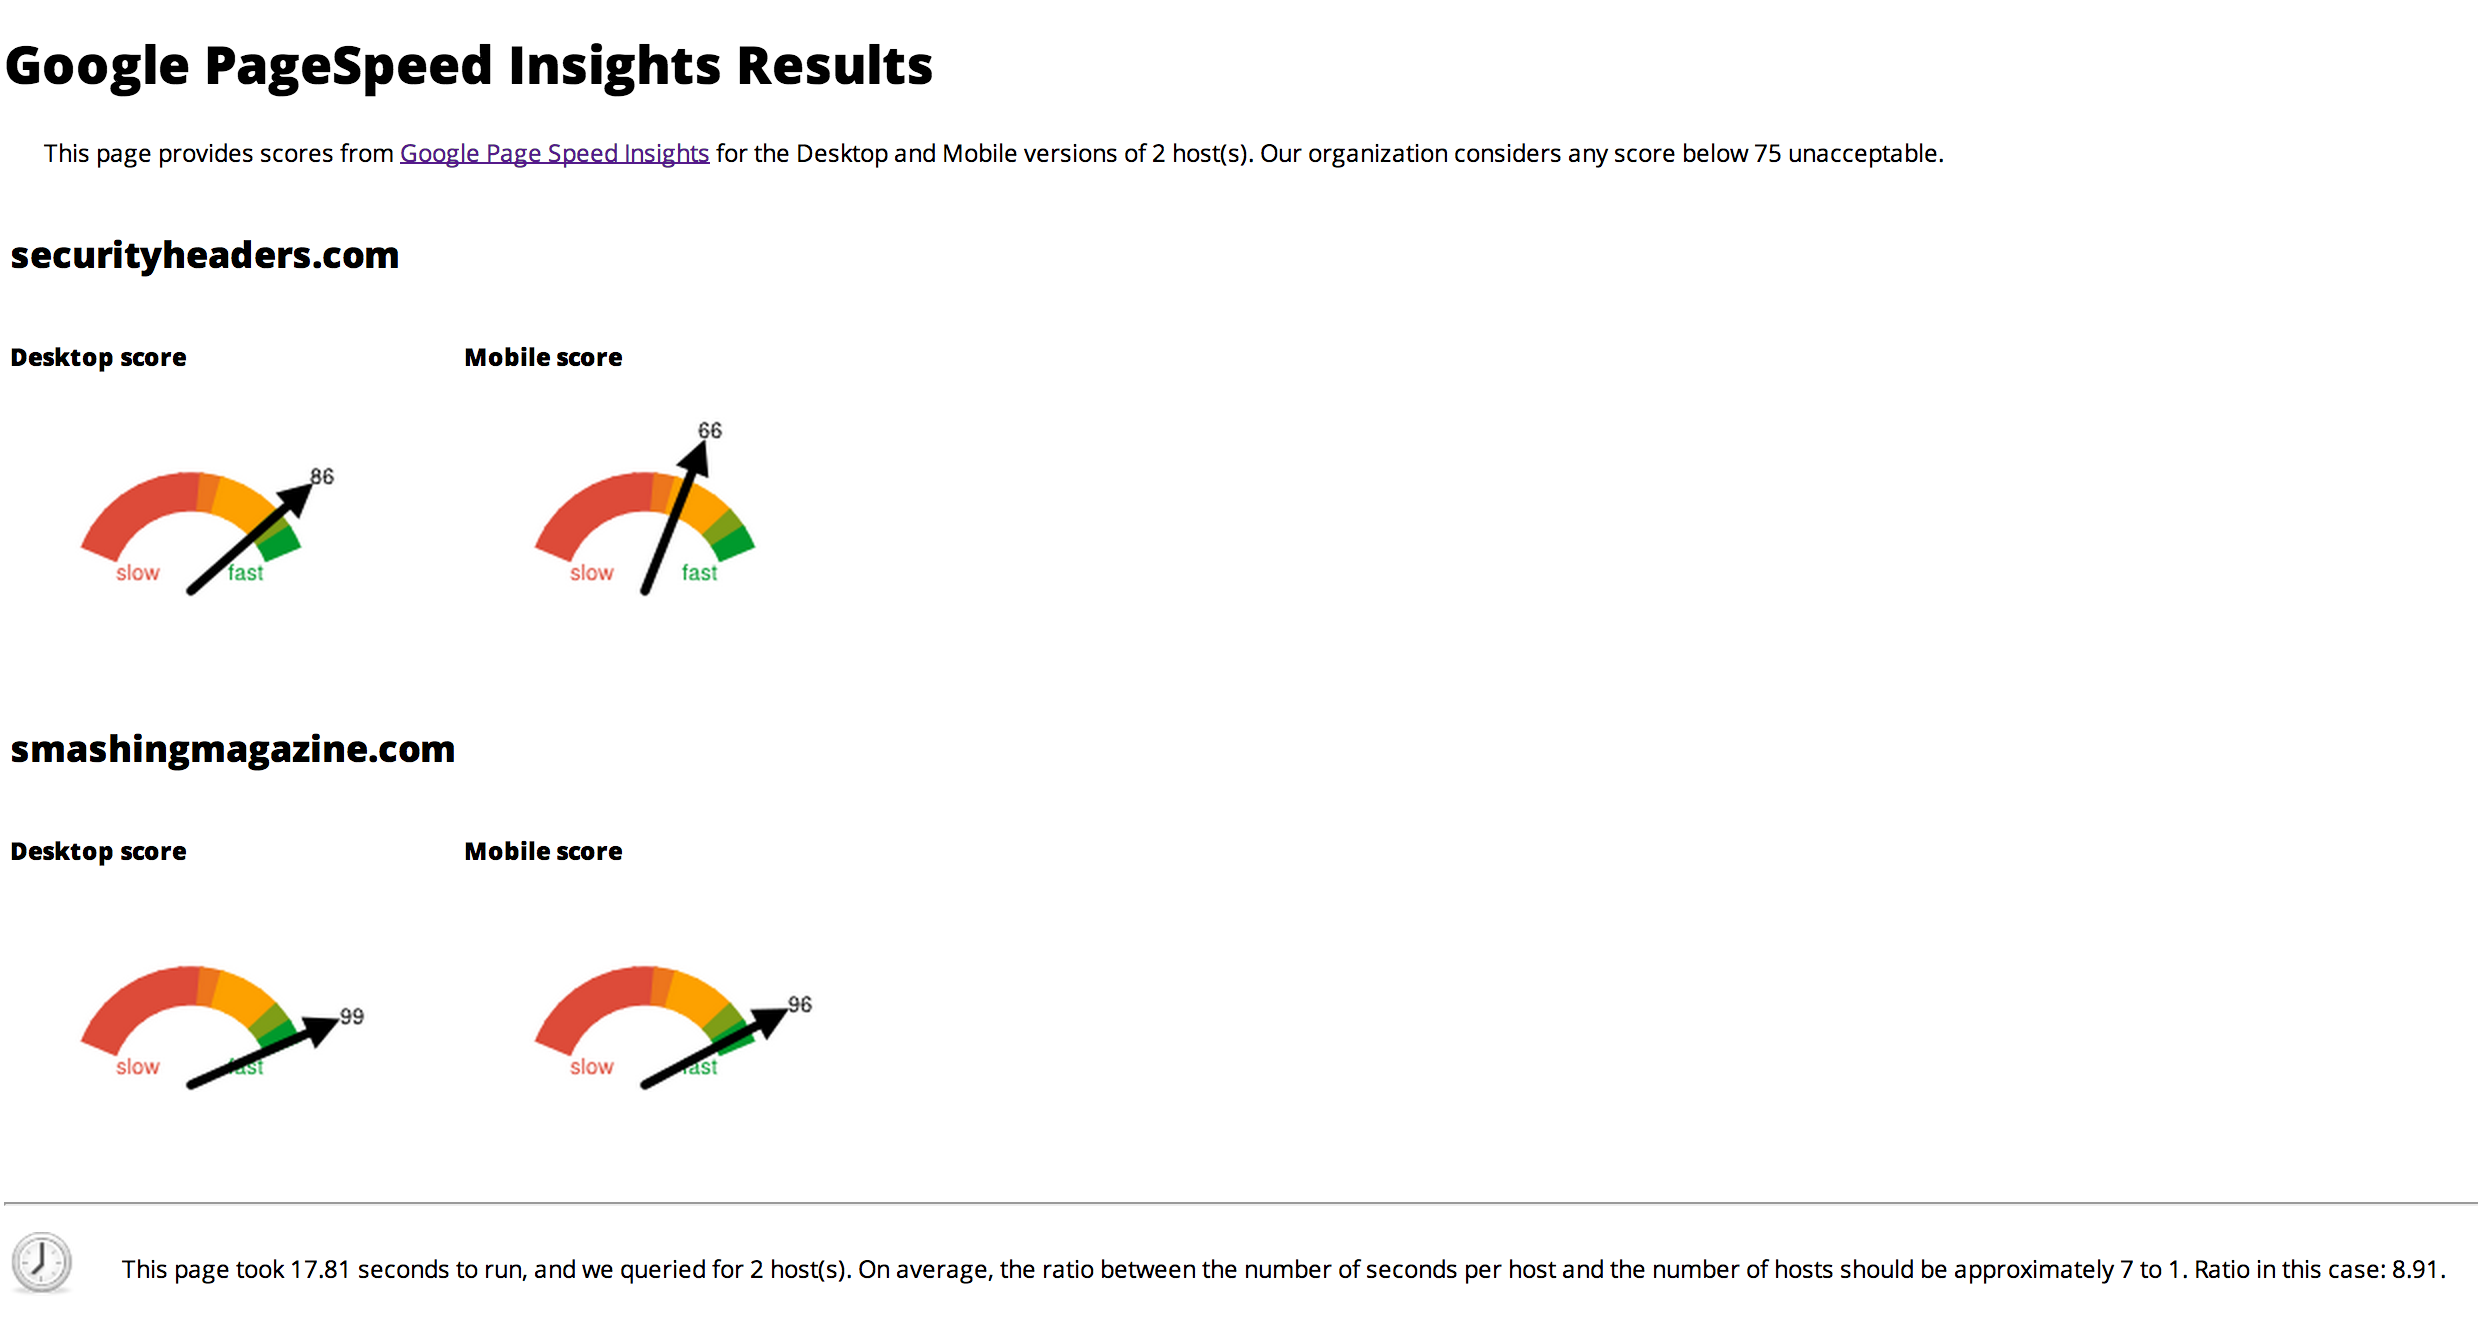 Google PageSpeed Insights Results
This page provides scores from Google Page Speed Insights for the Desktop and Mobile versions of 2 host(s). Our organization considers any score below 75 unacceptable.
securityheaders.com
Desktop score Mobile score
86 66
slow fast slow fast
smashingmagazine.com
Desktop score Mobile score
99 96
slow fast slow fast
This page took 17.81 seconds to run, and we queried for 2 host(s). On average, the ratio between the number of seconds per host and the number of hosts should be approximately 7 to 1. Ratio in this case: 8.91.